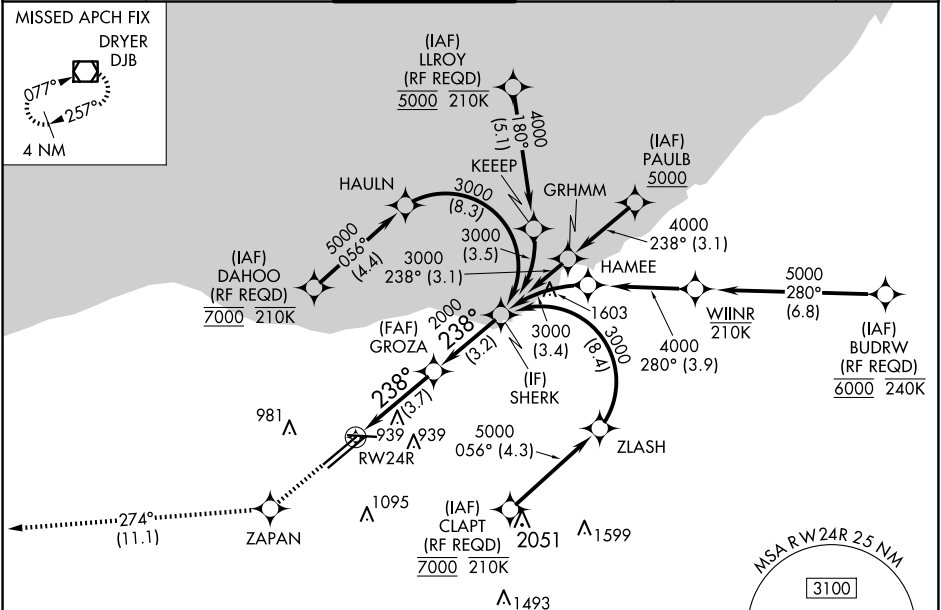 MISSED APCH FIX
DRYER
DJB
077°
257°
4 NM
(IAF)
LLROY
(RF REQD)
5000 210K
4000
180°
(5.1)
KEEEP
(IAF)
PAULB
5000
GRHMM
HAULN
3000
(8.3)
5000
056°
(4.4)
3000
(3.5)
4000
238° (3.1)
3000
238° (3.1)
HAMEE
(IAF)
DAHOO
(RF REQD)
7000 210K
5000
280°
(6.8)
WIINR
210K
1603
4000
280° (3.9)
(IAF)
BUDRW
(RF REQD)
6000 240K
2000
238°
(3.2)
3000
(3.4)
3000
(8.4)
(FAF)
GROZA
(IF)
SHERK
238°
(3.7)
981
939
939
RW24R
5000
056° (4.3)
ZLASH
1095
(IAF)
CLAPT
(RF REQD)
7000 210K
2051
1599
274°
(11.1)
ZAPAN
1493
MSA RW24R 25 NM
3100